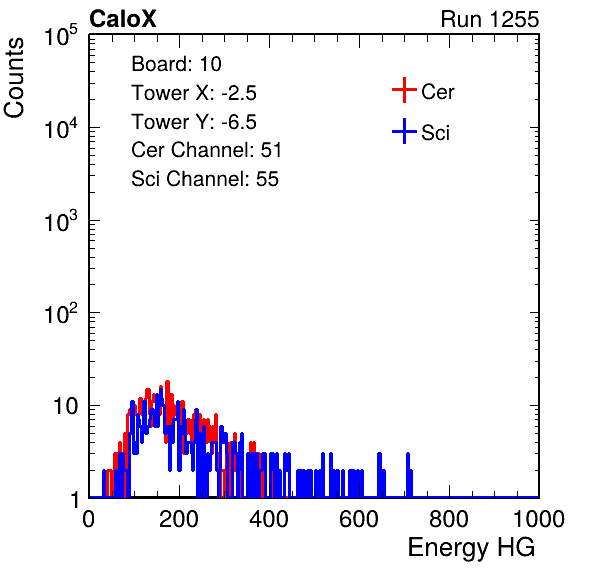 CaloX
Run 1255
Counts
Board: 10
Tower X: -2.5
Tower Y: -6.5
Cer Channel: 51
Sci Channel: 55
Cer
Sci
10^5
10^4
10^3
10^2
10
1
0 200 400 600 800 1000
Energy HG